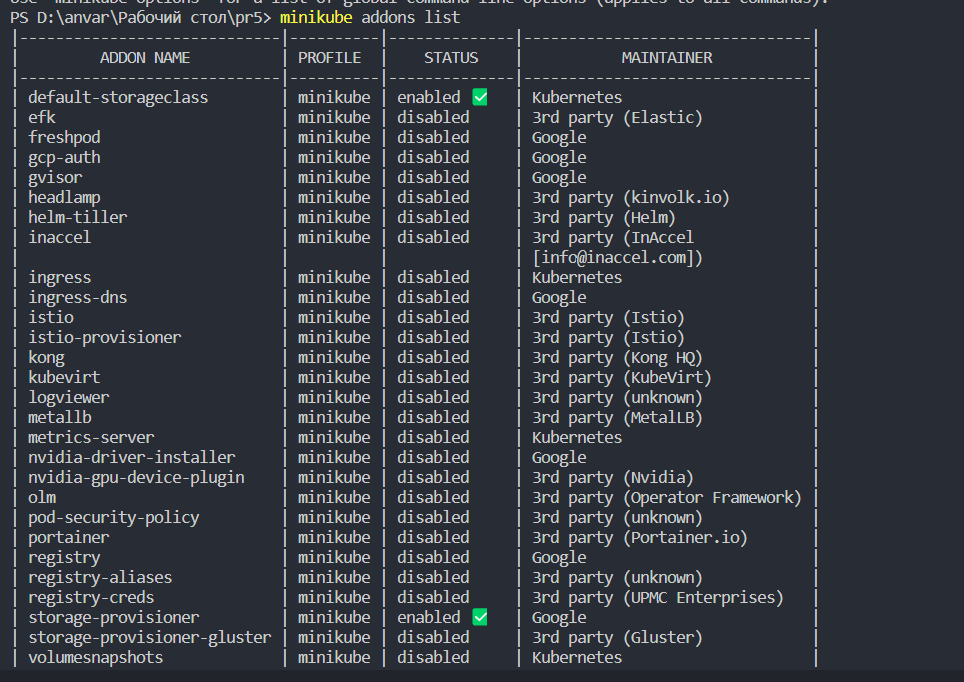 use "minikube options" for a list of global command-line options (applies to all commands).
PS D:\anvar\Рабочий стол\pr5> minikube addons list
|-----------------------------|----------|--------------|--------------------------------|
| ADDON NAME | PROFILE | STATUS | MAINTAINER |
|-----------------------------|----------|--------------|--------------------------------|
| default-storageclass | minikube | enabled ✅ | Kubernetes |
| efk | minikube | disabled | 3rd party (Elastic) |
| freshpod | minikube | disabled | Google |
| gcp-auth | minikube | disabled | Google |
| gvisor | minikube | disabled | Google |
| headlamp | minikube | disabled | 3rd party (kinvolk.io) |
| helm-tiller | minikube | disabled | 3rd party (Helm) |
| inaccel | minikube | disabled | 3rd party (InAccel |
| | | | [info@inaccel.com]) |
| ingress | minikube | disabled | Kubernetes |
| ingress-dns | minikube | disabled | Google |
| istio | minikube | disabled | 3rd party (Istio) |
| istio-provisioner | minikube | disabled | 3rd party (Istio) |
| kong | minikube | disabled | 3rd party (Kong HQ) |
| kubevirt | minikube | disabled | 3rd party (KubeVirt) |
| logviewer | minikube | disabled | 3rd party (unknown) |
| metallb | minikube | disabled | 3rd party (MetalLB) |
| metrics-server | minikube | disabled | Kubernetes |
| nvidia-driver-installer | minikube | disabled | Google |
| nvidia-gpu-device-plugin | minikube | disabled | 3rd party (Nvidia) |
| olm | minikube | disabled | 3rd party (Operator Framework) |
| pod-security-policy | minikube | disabled | 3rd party (unknown) |
| portainer | minikube | disabled | 3rd party (Portainer.io) |
| registry | minikube | disabled | Google |
| registry-aliases | minikube | disabled | 3rd party (unknown) |
| registry-creds | minikube | disabled | 3rd party (UPMC Enterprises) |
| storage-provisioner | minikube | enabled ✅ | Google |
| storage-provisioner-gluster | minikube | disabled | 3rd party (Gluster) |
| volumesnapshots | minikube | disabled | Kubernetes |